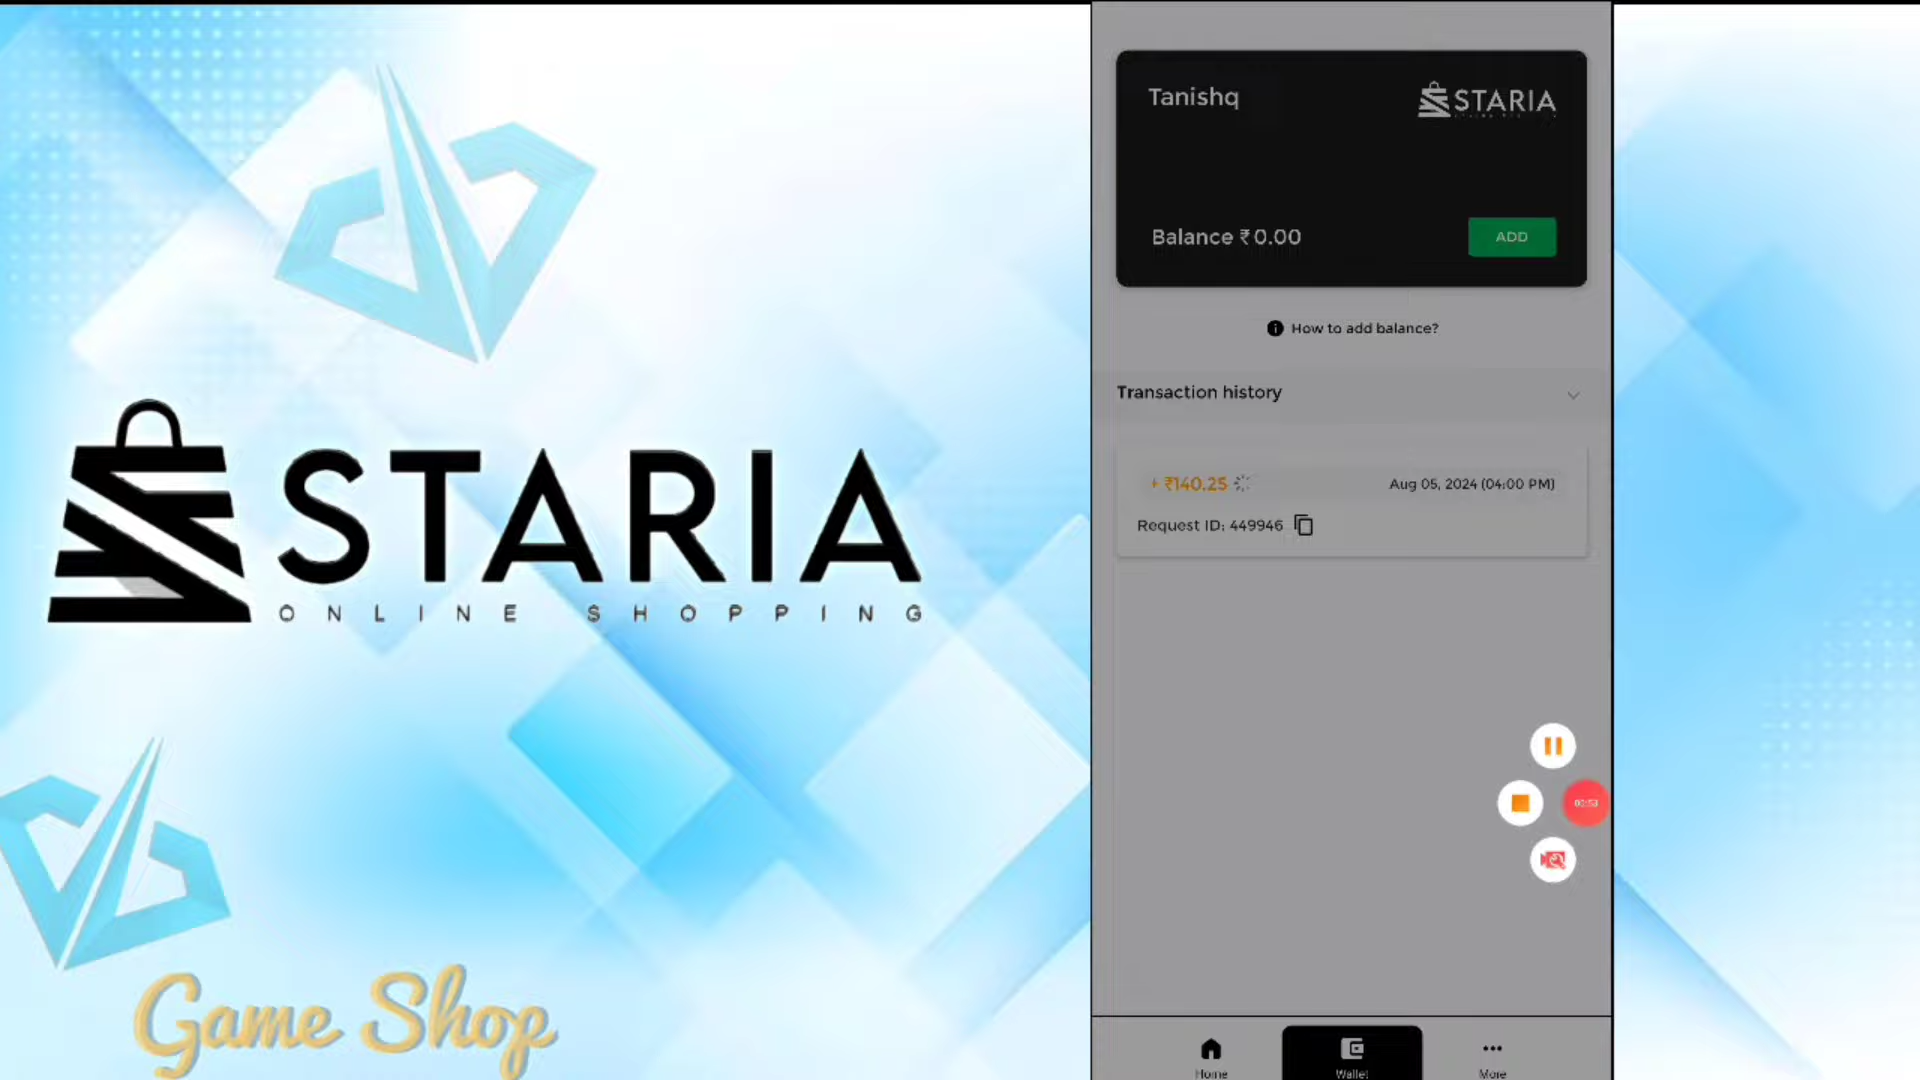 STARIA
ONLINE SHOPPING
Game Shop
Tanishq
STARIA
Balance ₹0.00
ADD
How to add balance?
Transaction history
+ ₹140.25
Aug 05, 2024 (04:00 PM)
Request ID: 449946
Home
Wallet
More